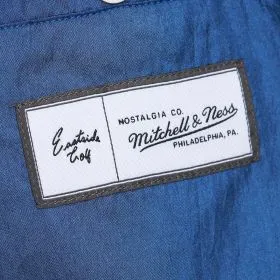 Eastside
Golf
NOSTALGIA CO.
Mitchell & Ness
PHILADELPHIA, PA.